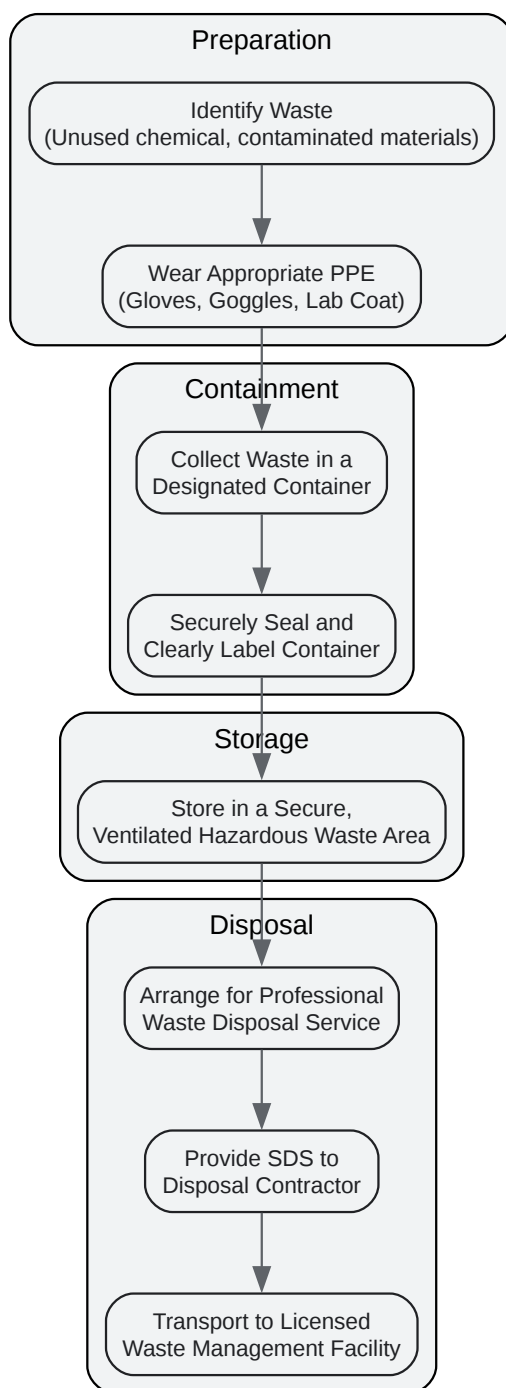 Preparation
Identify Waste
(Unused chemical, contaminated materials)
Wear Appropriate PPE
(Gloves, Goggles, Lab Coat)
Containment
Collect Waste in a
Designated Container
Securely Seal and
Clearly Label Container
Storage
Store in a Secure,
Ventilated Hazardous Waste Area
Disposal
Arrange for Professional
Waste Disposal Service
Provide SDS to
Disposal Contractor
Transport to Licensed
Waste Management Facility